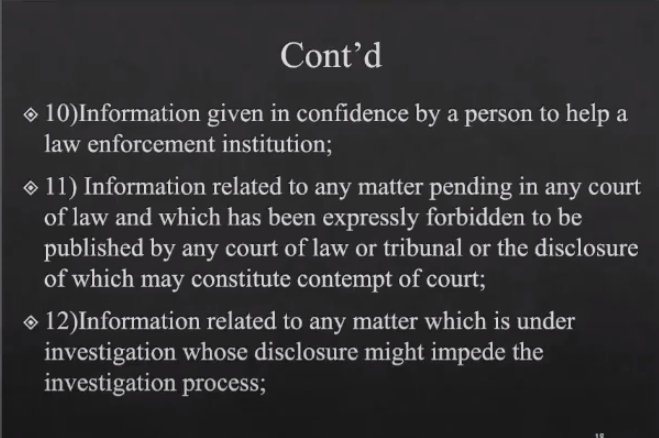 Cont’d
10)Information given in confidence by a person to help a
law enforcement institution;
11) Information related to any matter pending in any court
of law and which has been expressly forbidden to be
published by any court of law or tribunal or the disclosure
of which may constitute contempt of court;
12)Information related to any matter which is under
investigation whose disclosure might impede the
investigation process;